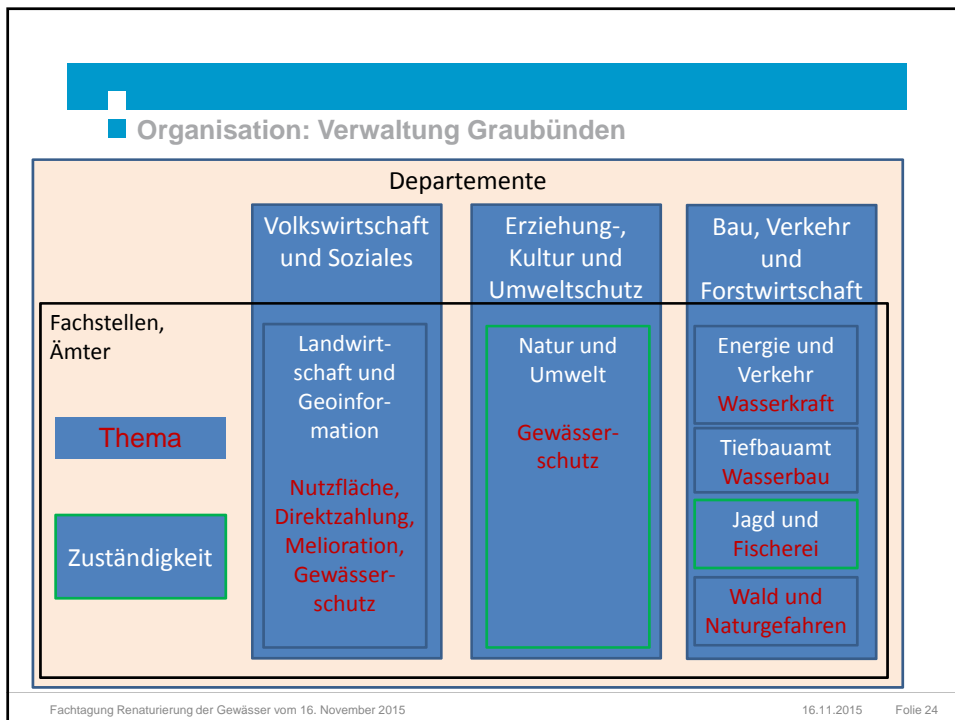 Organisation: Verwaltung Graubünden
Departemente
Volkswirtschaft
und Soziales
Erziehung-,
Kultur und
Umweltschutz
Bau, Verkehr
und
Forstwirtschaft
Fachstellen,
Ämter
Thema
Zuständigkeit
Landwirt-
schaft und
Geoinfor-
mation
Nutzfläche,
Direktzahlung,
Melioration,
Gewässer-
schutz
Natur und
Umwelt
Gewässer-
schutz
Energie und
Verkehr
Wasserkraft
Tiefbauamt
Wasserbau
Jagd und
Fischerei
Wald und
Naturgefahren
Fachtagung Renaturierung der Gewässer vom 16. November 2015 16.11.2015 Folie 24